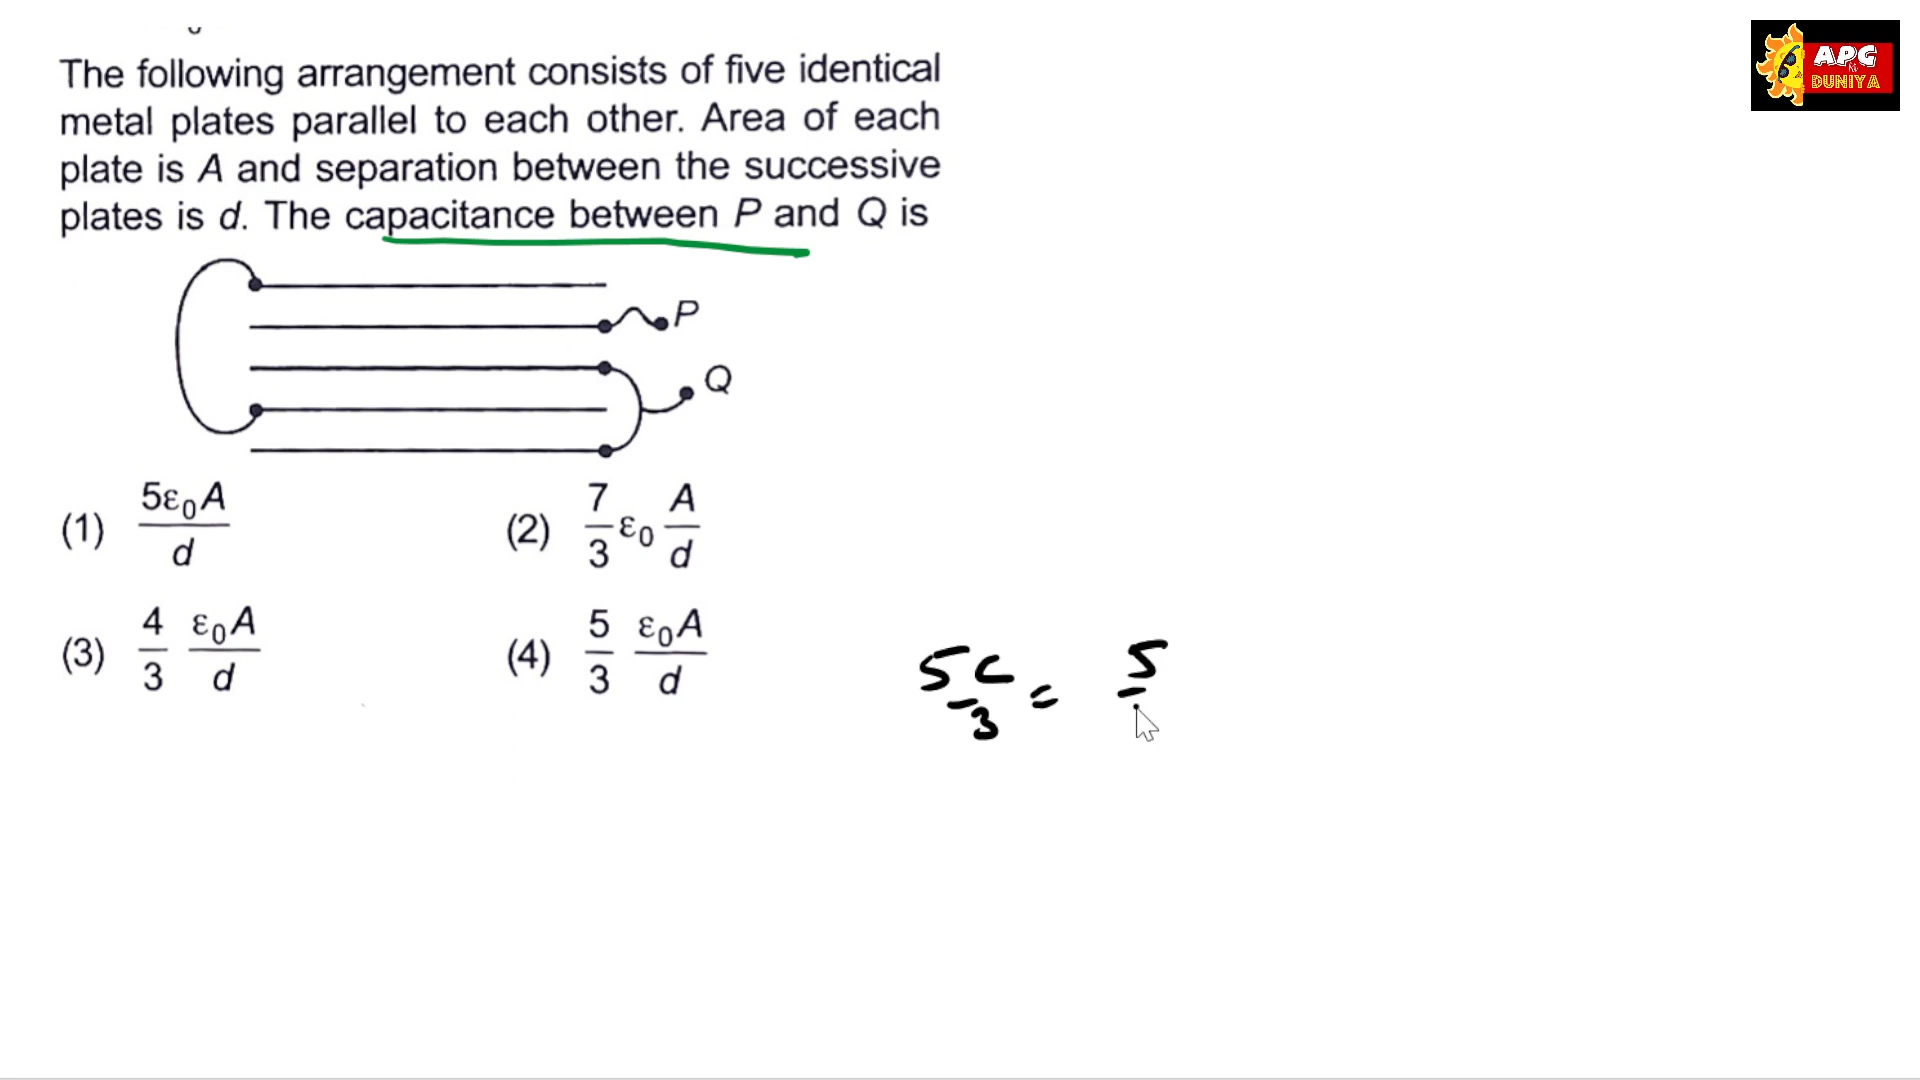 The following arrangement consists of five identical
metal plates parallel to each other. Area of each
plate is A and separation between the successive
plates is d. The capacitance between P and Q is
P
Q
(1) 5ε₀A/d (2) 7/3 ε₀ A/d
(3) 4/3 ε₀A/d (4) 5/3 ε₀A/d
5C/3 = 5
APC
KI
DUNIYA